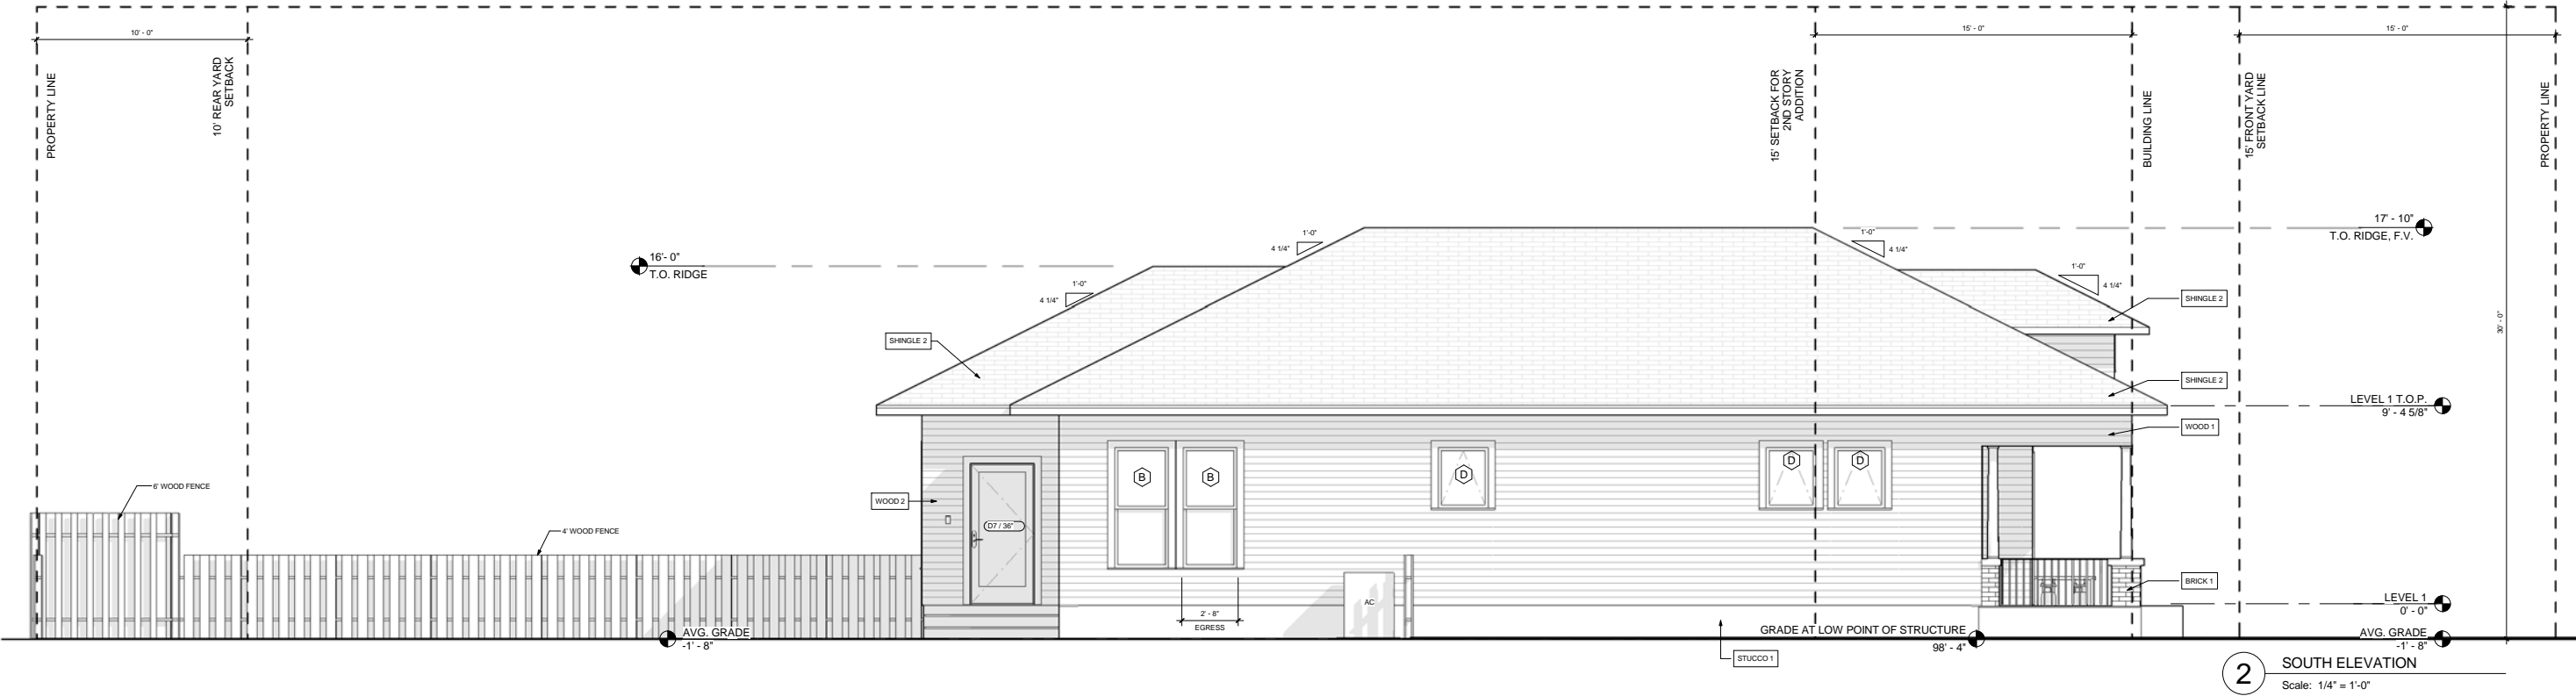 10' - 0"
15' - 0"
15' - 0"
PROPERTY LINE
10' REAR YARD
SETBACK
15' SETBACK FOR
2ND STORY
ADDITION
BUILDING LINE
15' FRONT YARD
SETBACK LINE
PROPERTY LINE
17' - 10"
T.O. RIDGE, F.V.
16'- 0"
T.O. RIDGE
1'-0"
4 1/4"
1'-0"
4 1/4"
1'-0"
4 1/4"
1'-0"
4 1/4"
SHINGLE 2
30' - 0"
SHINGLE 2
SHINGLE 2
LEVEL 1 T.O.P.
9' - 4 5/8"
WOOD 1
B
B
D
D
D
6' WOOD FENCE
WOOD 2
D7 / 36"
4' WOOD FENCE
BRICK 1
AC
LEVEL 1
0' - 0"
2' - 8"
EGRESS
AVG. GRADE
-1' - 8"
GRADE AT LOW POINT OF STRUCTURE
98' - 4"
AVG. GRADE
-1' - 8"
STUCCO 1
2
SOUTH ELEVATION
Scale: 1/4" = 1'-0"